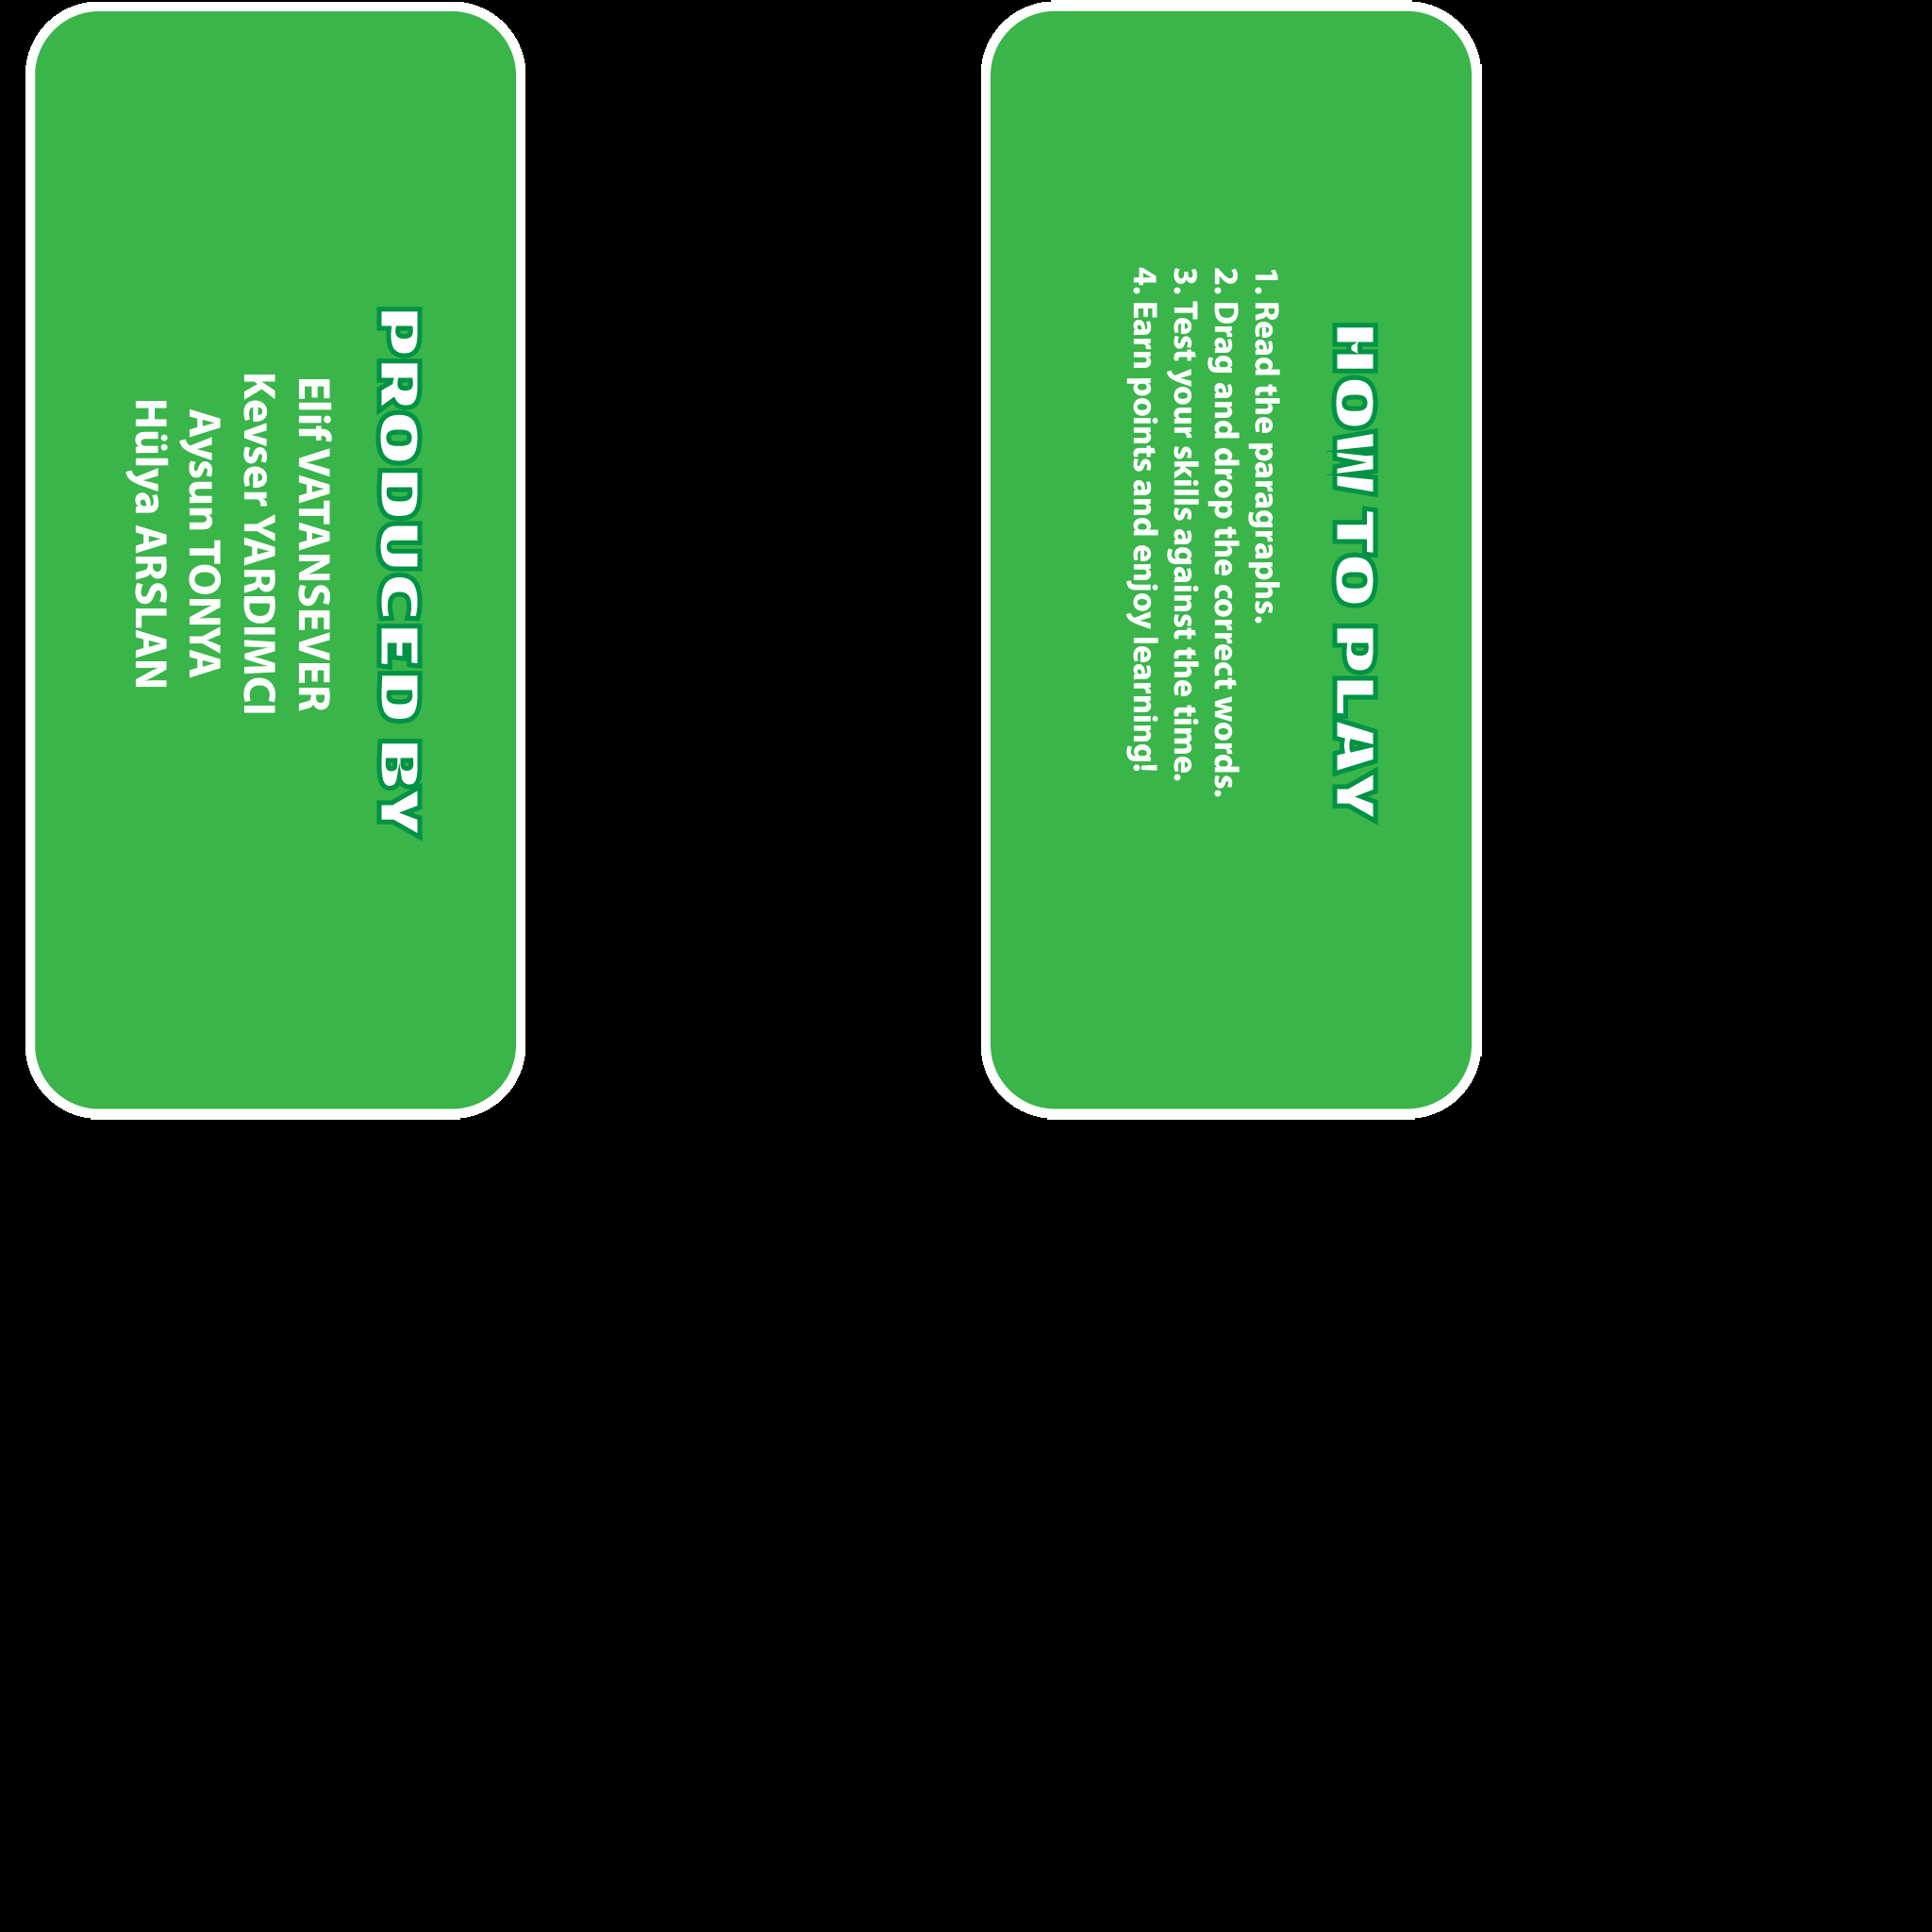 PRODUCED BY
Elif VATANSEVER
Kevser YARDIMCI
Aysun TONYA
Hülya ARSLAN
HOW TO PLAY
1. Read the paragraphs.
2. Drag and drop the correct words.
3. Test your skills against the time.
4. Earn points and enjoy learning!